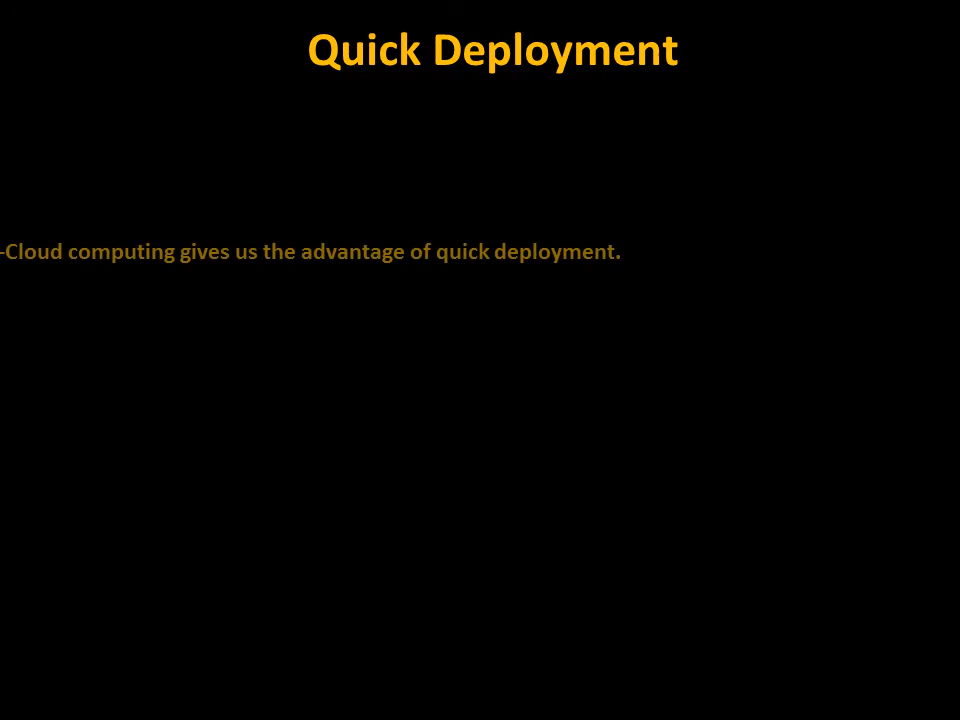 Quick Deployment
-Cloud computing gives us the advantage of quick deployment.